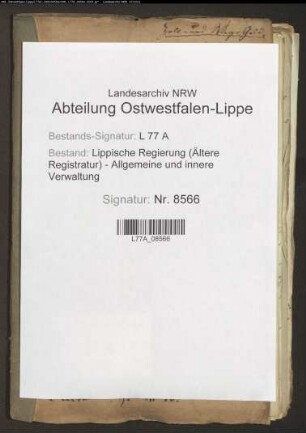 Landesarchiv NRW
Abteilung Ostwestfalen-Lippe
Bestands-Signatur: L 77 A
Bestand: Lippische Regierung (Ältere
Registratur) - Allgemeine und innere
Verwaltung
Signatur: Nr. 8566
L77A_08566